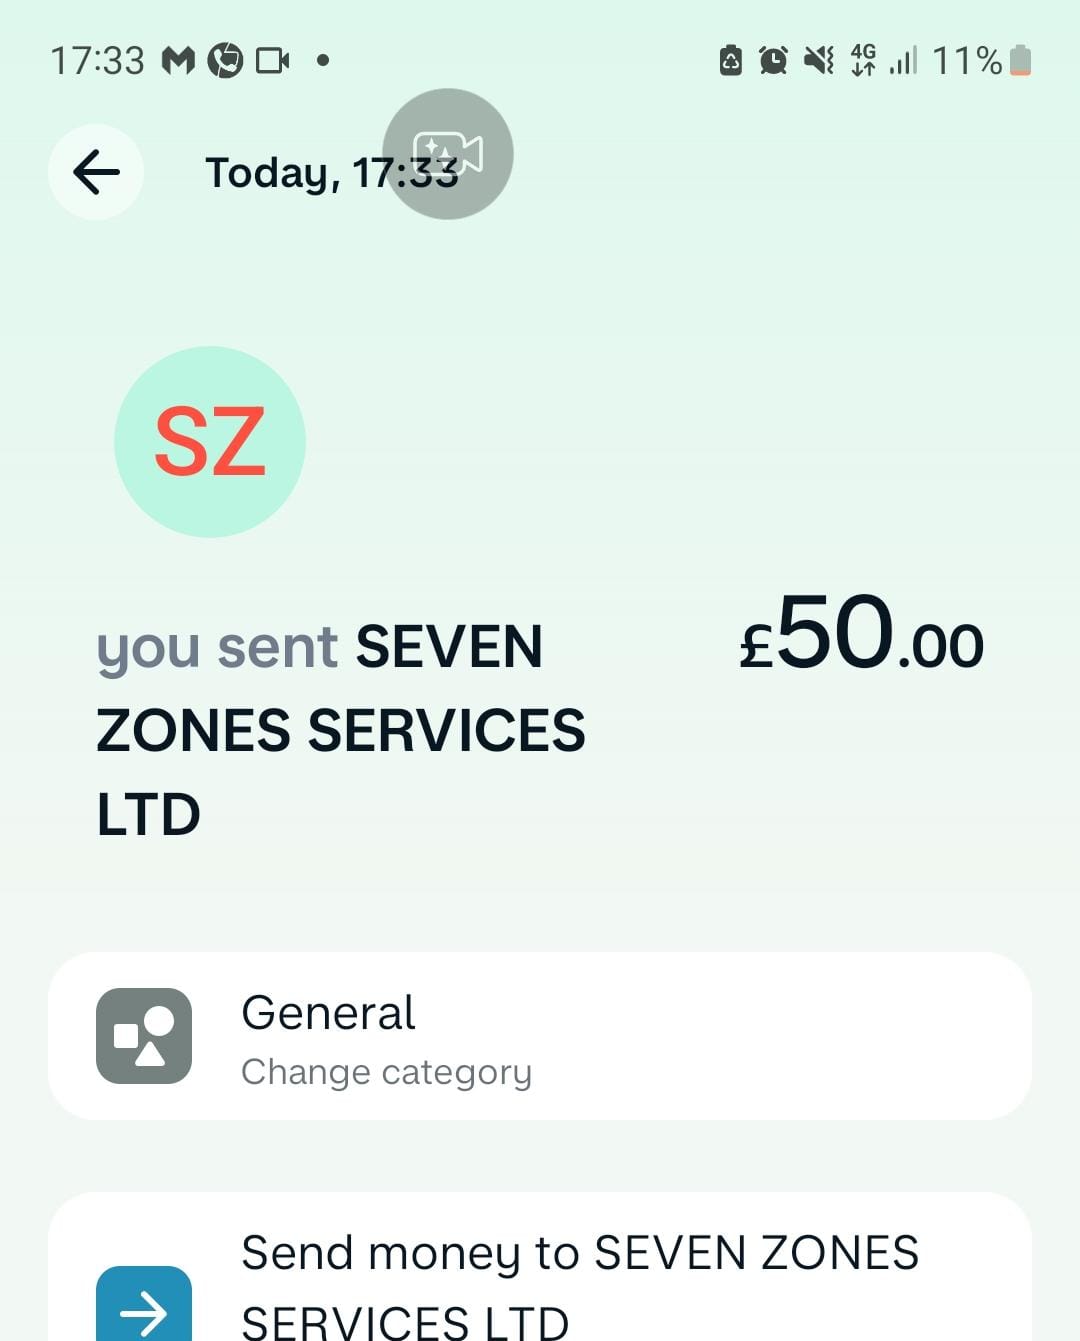 17:33 4G 11%
Today, 17:33
SZ
you sent SEVEN £50.00
ZONES SERVICES
LTD
General
Change category
Send money to SEVEN ZONES
SERVICES LTD